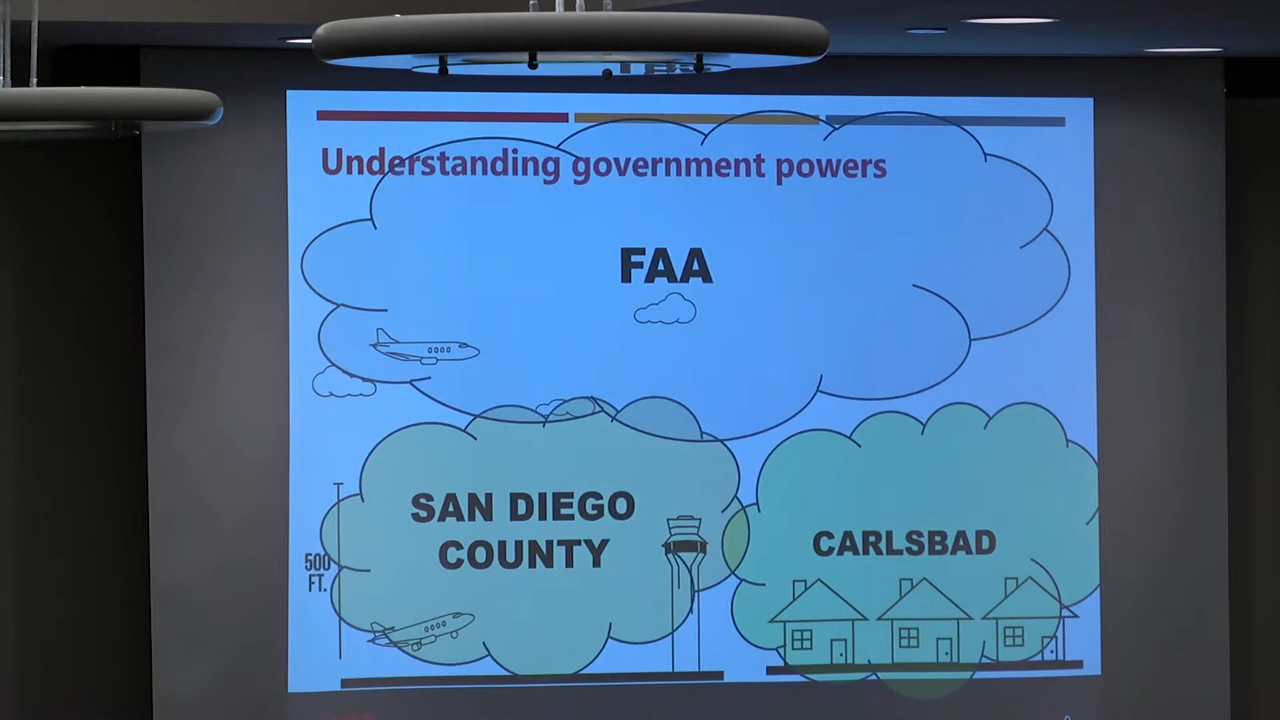 Understanding government powers
FAA
SAN DIEGO
COUNTY
CARLSBAD
500
FT.